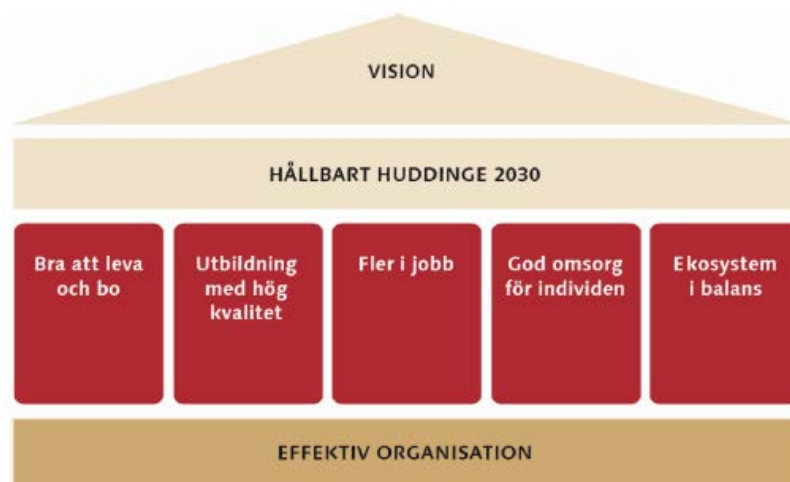 VISION
HÅLLBART HUDDINGE 2030
Bra att leva
och bo
Utbildning
med hög
kvalitet
Fler i jobb
God omsorg
för individen
Ekosystem
i balans
EFFEKTIV ORGANISATION